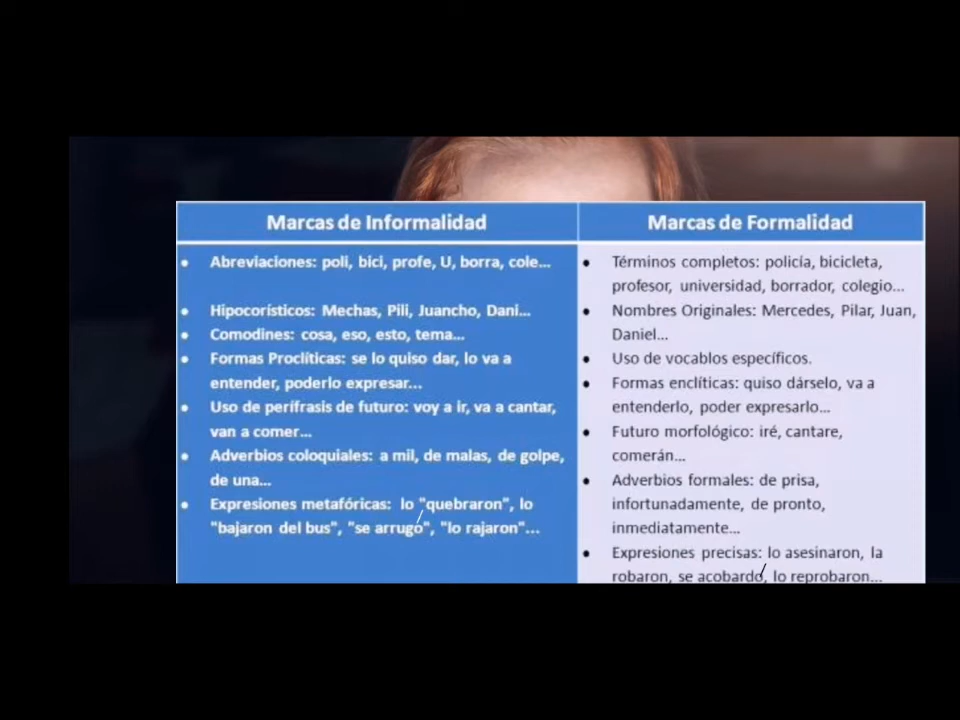 Marcas de Informalidad
Abreviaciones: poli, bici, profe, U, borra, cole...
Hipocorísticos: Mechas, Pili, Juancho, Dani...
Comodines: cosa, eso, esto, tema...
Formas Proclíticas: se lo quiso dar, lo va a
entender, poderlo expresar...
Uso de perífrasis de futuro: voy a ir, va a cantar,
van a comer...
Adverbios coloquiales: a mil, de malas, de golpe,
de una...
Expresiones metafóricas: lo "quebraron", lo
"bajaron del bus", "se arrugo", "lo rajaron"...
Marcas de Formalidad
Términos completos: policía, bicicleta,
profesor, universidad, borrador, colegio...
Nombres Originales: Mercedes, Pilar, Juan,
Daniel...
Uso de vocablos específicos.
Formas enclíticas: quiso dárselo, va a
entenderlo, poder expresarlo...
Futuro morfológico: iré, cantare,
comerán...
Adverbios formales: de prisa,
infortunadamente, de pronto,
inmediatamente...
Expresiones precisas: lo asesinaron, la
robaron, se acobardo, lo reprobaron...